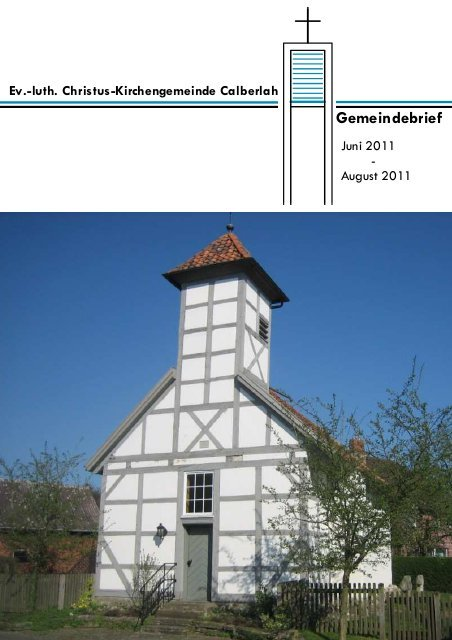 Ev.-luth. Christus-Kirchengemeinde Calberlah
Gemeindebrief
Juni 2011
-
August 2011